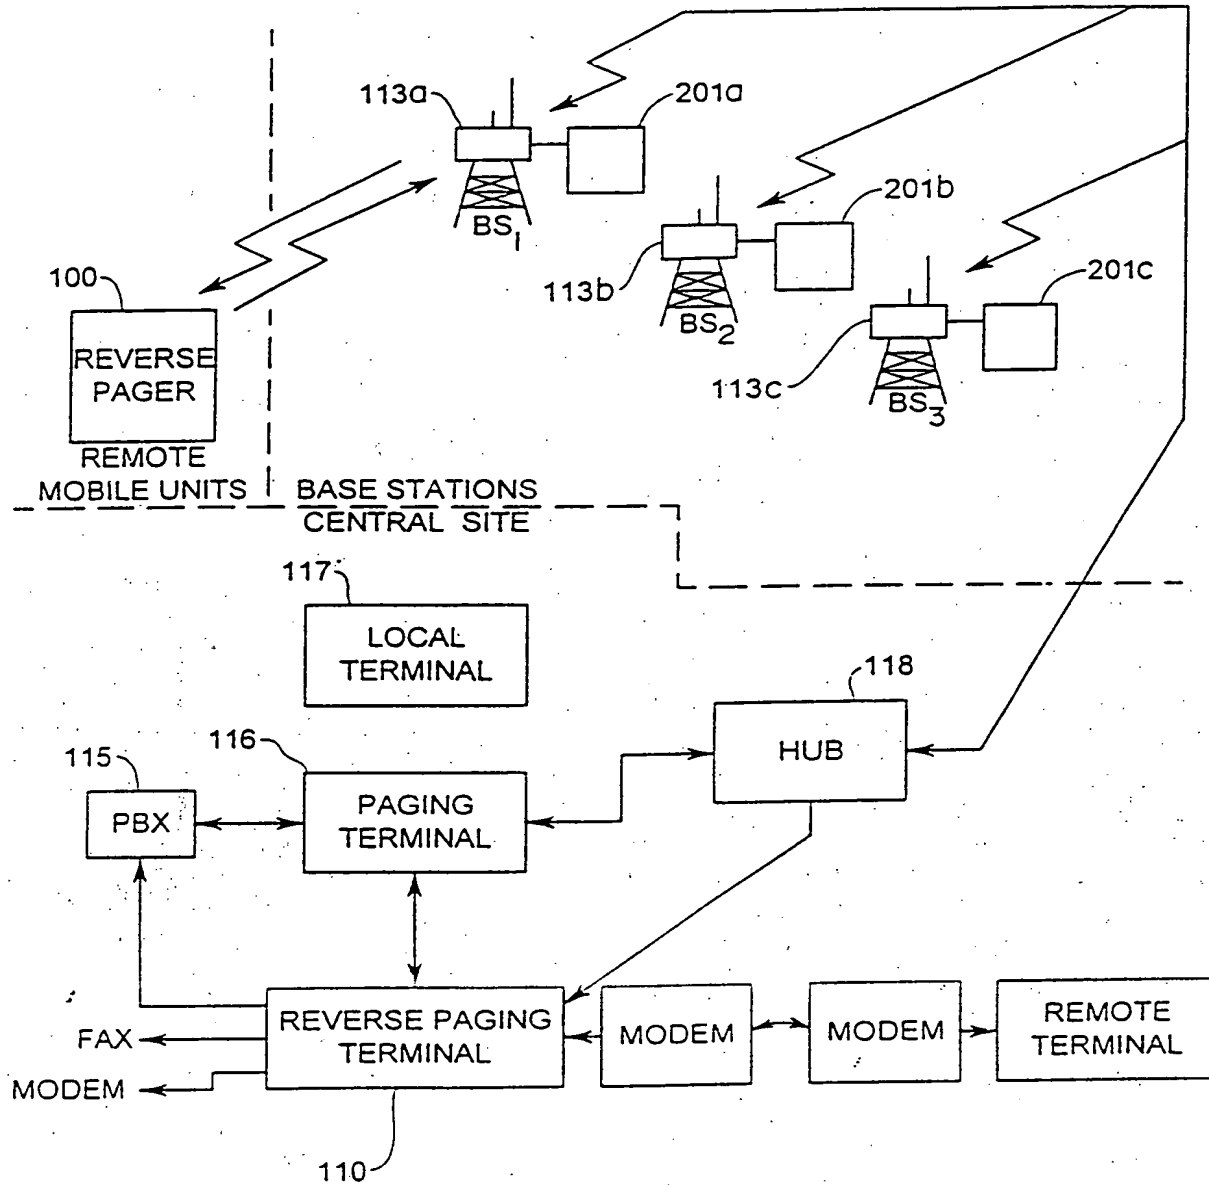 113a
201a
BS1
201b
113b
BS2
201c
113c
BS3
100
REVERSE
PAGER
REMOTE
MOBILE UNITS
BASE STATIONS
CENTRAL SITE
117
LOCAL
TERMINAL
118
HUB
116
PAGING
TERMINAL
115
PBX
REVERSE PAGING
TERMINAL
MODEM
MODEM
REMOTE
TERMINAL
FAX
MODEM
110